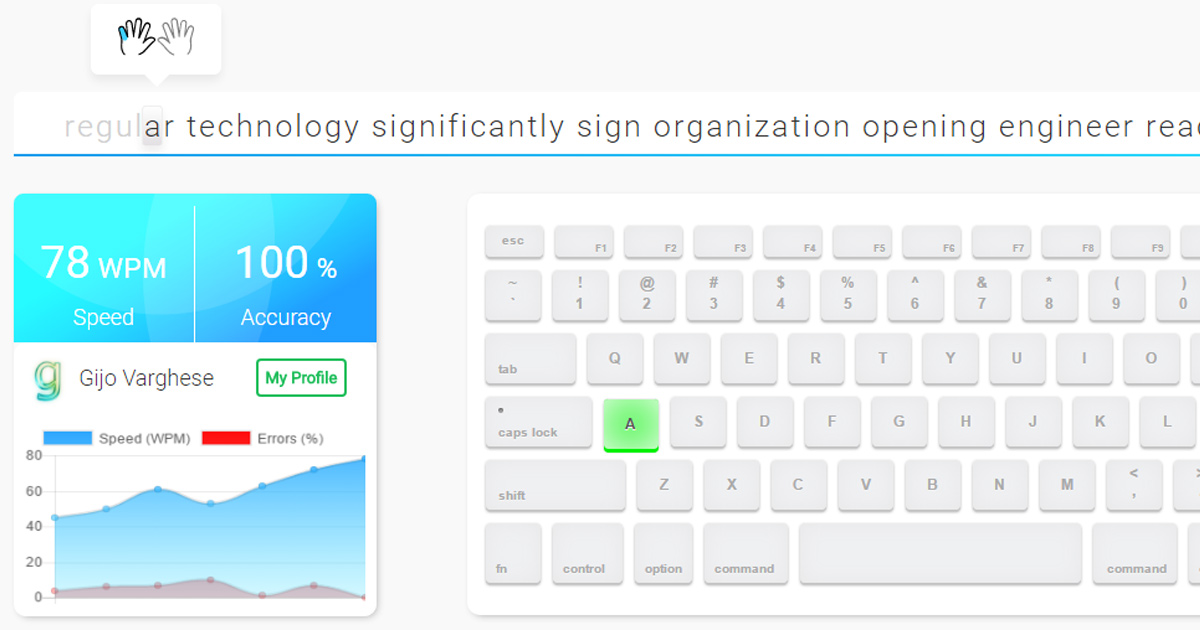 regular technology significantly sign organization opening engineer
78 WPM
100 %
Speed
Accuracy
g Gijo Varghese
My Profile
Speed (WPM) Errors (%)
80
60
40
20
0
esc F1 F2 F3 F4 F5 F6 F7 F8 F9
~ ! @ # $ % ^ & * ( )
` 1 2 3 4 5 6 7 8 9 0
tab Q W E R T Y U I O
caps lock A S D F G H J K L
shift Z X C V B N M < ,
fn control option command command